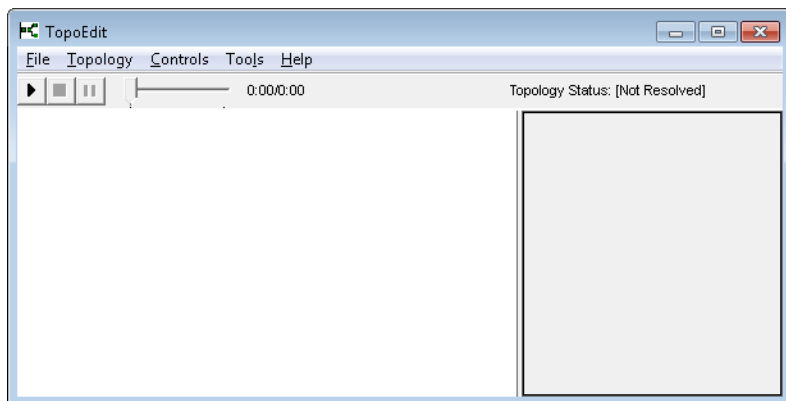 TopoEdit
File Topology Controls Tools Help
0:00/0:00 Topology Status: [Not Resolved]